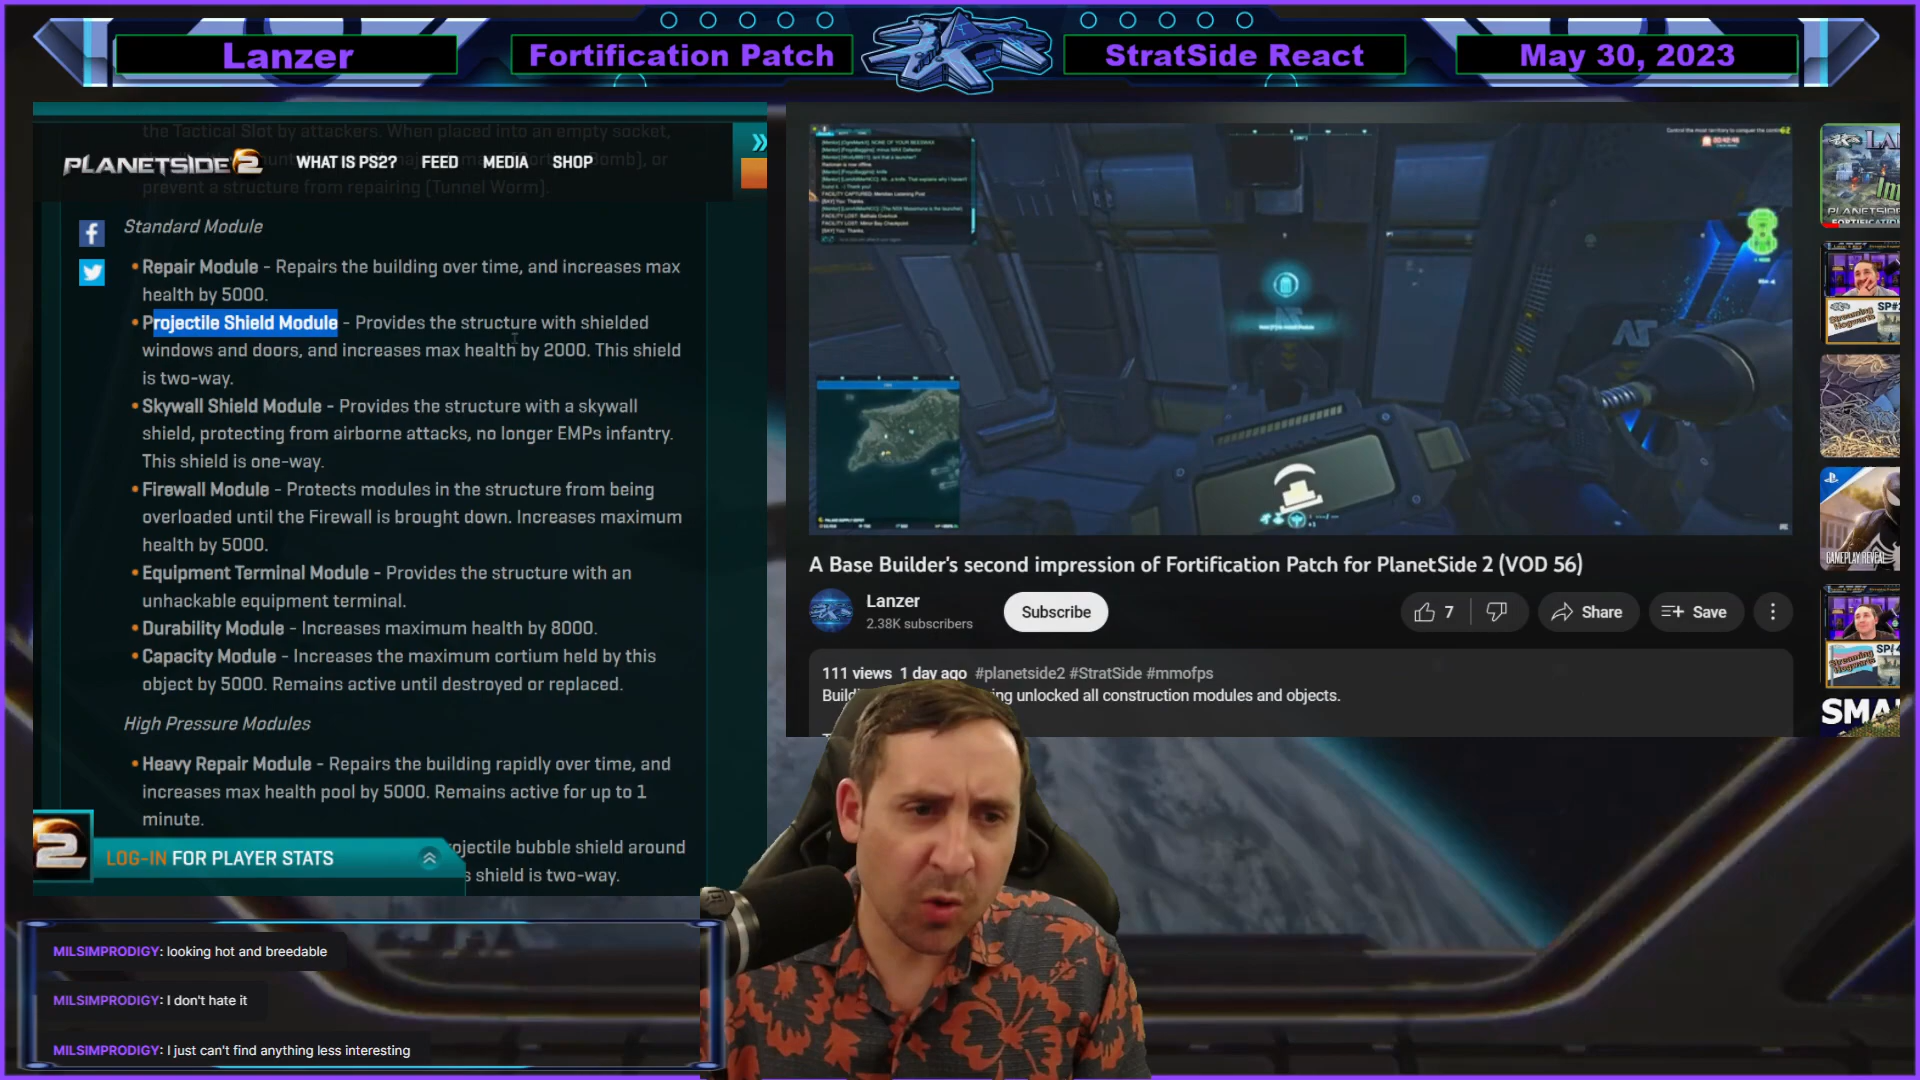 Lanzer
Fortification Patch
StratSide React
May 30, 2023
the Tactical Slot by attackers. When placed into an empty socket,
prevent a structure from repairing [Tunnel Worm].
PLANETSIDE 2
WHAT IS PS2?
FEED
MEDIA
SHOP
Standard Module
Repair Module - Repairs the building over time, and increases max
health by 5000.
Projectile Shield Module - Provides the structure with shielded
windows and doors, and increases max health by 2000. This shield
is two-way.
Skywall Shield Module - Provides the structure with a skywall
shield, protecting from airborne attacks, no longer EMPs infantry.
This shield is one-way.
Firewall Module - Protects modules in the structure from being
overloaded until the Firewall is brought down. Increases maximum
health by 5000.
Equipment Terminal Module - Provides the structure with an
unhackable equipment terminal.
Durability Module - Increases maximum health by 8000.
Capacity Module - Increases the maximum cortium held by this
object by 5000. Remains active until destroyed or replaced.
High Pressure Modules
Heavy Repair Module - Repairs the building rapidly over time, and
increases max health pool by 5000. Remains active for up to 1
minute.
bubble shield around
shield is two-way.
LOG-IN FOR PLAYER STATS
A Base Builder's second impression of Fortification Patch for PlanetSide 2 (VOD 56)
Lanzer
2.38K subscribers
Subscribe
7
Share
Save
111 views 1 day ago #planetside2 #StratSide #mmofps
unlocked all construction modules and objects.
SP#
GAMEPLAY REVEAL
MILSIMPRODIGY: looking hot and breedable
MILSIMPRODIGY: I don't hate it
MILSIMPRODIGY: I just can't find anything less interesting